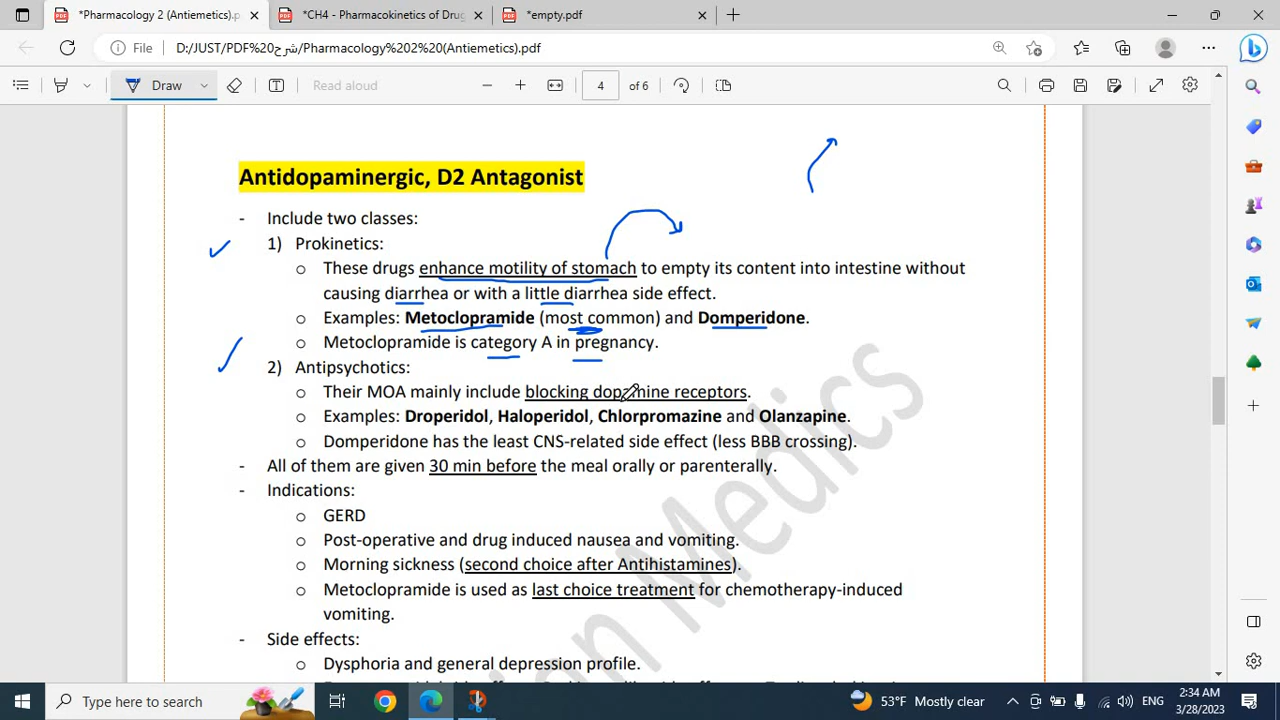 *Pharmacology 2 (Antiemetics).p
*CH4 - Pharmacokinetics of Drug
*empty.pdf
File
D:/JUST/PDF%20شرح/Pharmacology%202%20(Antiemetics).pdf
Draw
Read aloud
4
of 6
Antidopaminergic, D2 Antagonist
- Include two classes:
1) Prokinetics:
o These drugs enhance motility of stomach to empty its content into intestine without
causing diarrhea or with a little diarrhea side effect.
o Examples: Metoclopramide (most common) and Domperidone.
o Metoclopramide is category A in pregnancy.
2) Antipsychotics:
o Their MOA mainly include blocking dopamine receptors.
o Examples: Droperidol, Haloperidol, Chlorpromazine and Olanzapine.
o Domperidone has the least CNS-related side effect (less BBB crossing).
- All of them are given 30 min before the meal orally or parenterally.
- Indications:
o GERD
o Post-operative and drug induced nausea and vomiting.
o Morning sickness (second choice after Antihistamines).
o Metoclopramide is used as last choice treatment for chemotherapy-induced
vomiting.
- Side effects:
o Dysphoria and general depression profile.
ian Medics
Type here to search
53°F Mostly clear
ENG
2:34 AM
3/28/2023